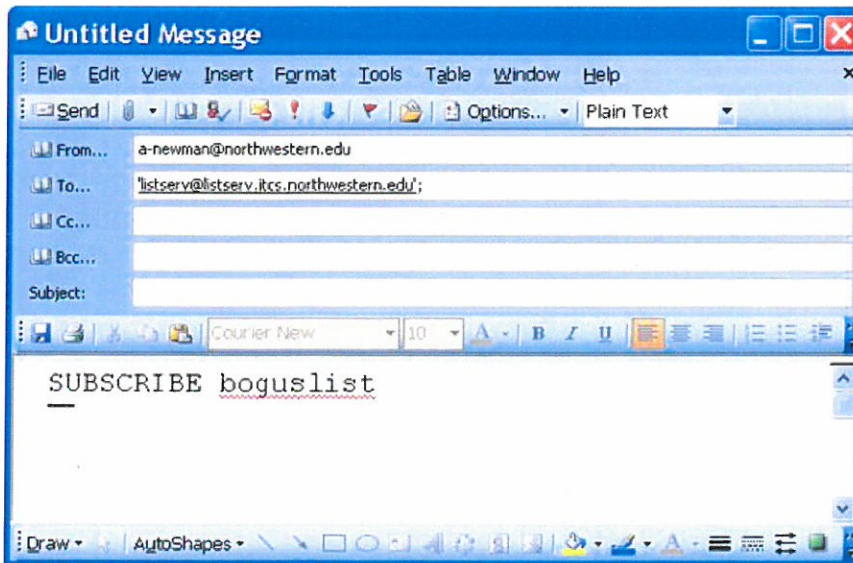 Untitled Message
File Edit View Insert Format Tools Table Window Help
Send Options... Plain Text
From... a-newman@northwestern.edu
To... 'listserv@listserv.itcs.northwestern.edu';
Cc...
Bcc...
Subject:
Courier New 10 A B I U
SUBSCRIBE boguslist
Draw AutoShapes A